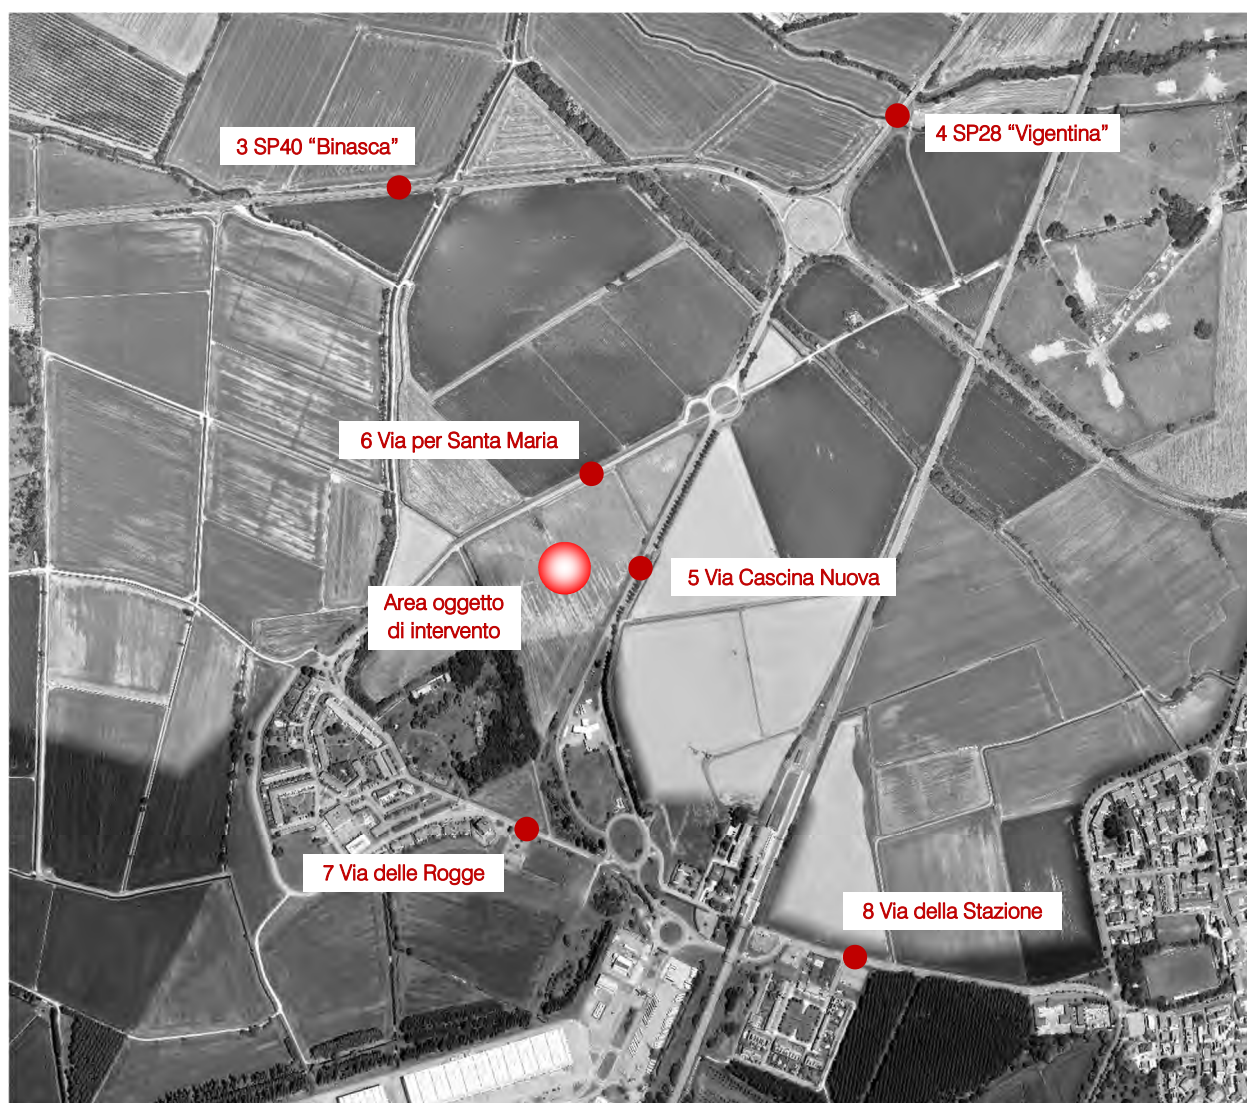 4 SP28 “Vigentina”
3 SP40 “Binasca”
6 Via per Santa Maria
5 Via Cascina Nuova
Area oggetto
di intervento
7 Via delle Rogge
8 Via della Stazione